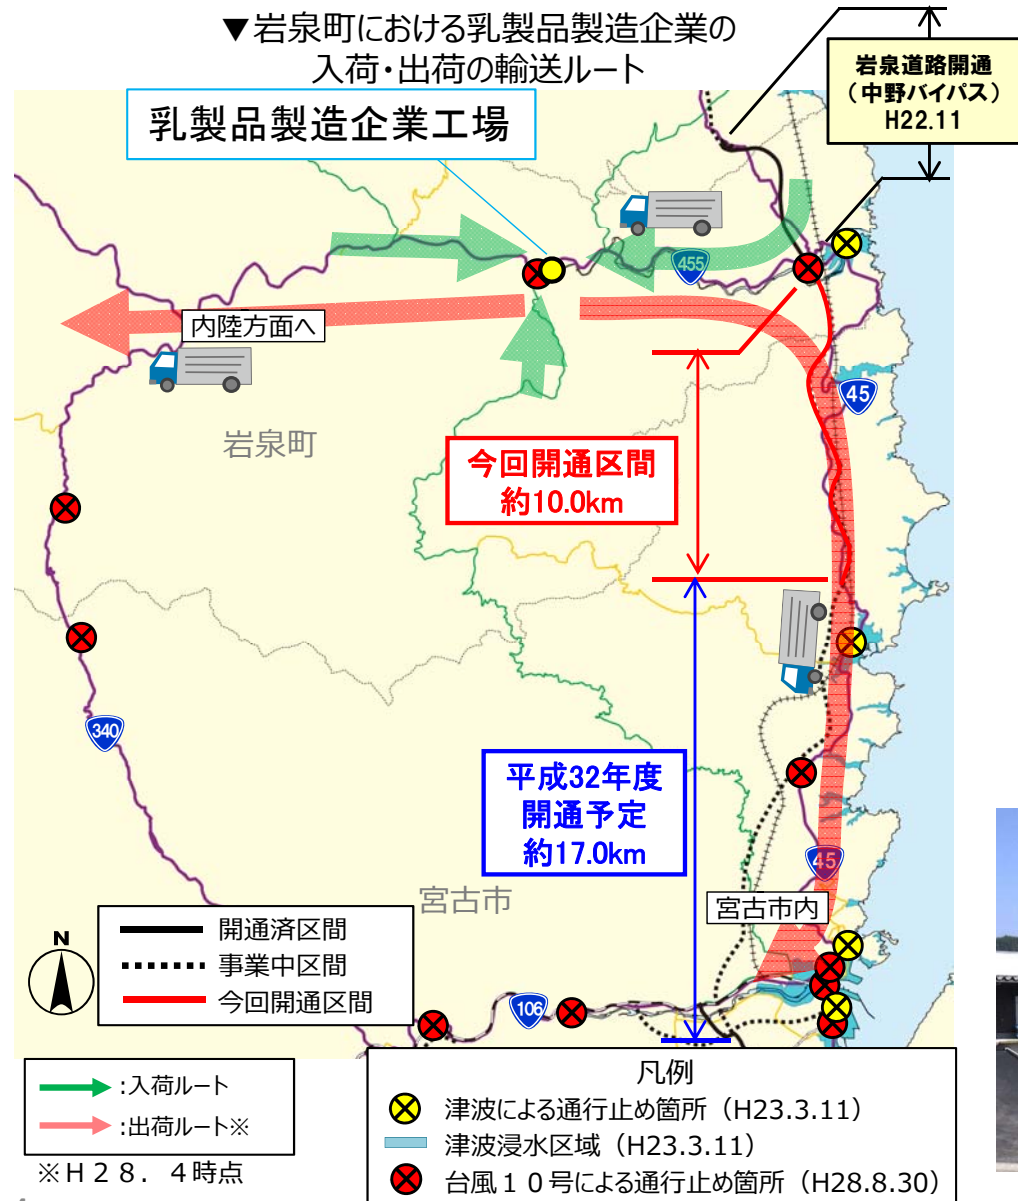 ▼岩泉町における乳製品製造企業の
入荷・出荷の輸送ルート
岩泉道路開通
（中野バイパス）
H22.11
乳製品製造企業工場
455
内陸方面へ
45
岩泉町
今回開通区間
約10.0km
340
平成32年度
開通予定
約17.0km
45
宮古市
宮古市内
N
開通済区間
事業中区間
今回開通区間
106
:入荷ルート
:出荷ルート※
※Ｈ２８．４時点
凡例
津波による通行止め箇所（H23.3.11）
津波浸水区域（H23.3.11）
台風１０号による通行止め箇所（H28.8.30）